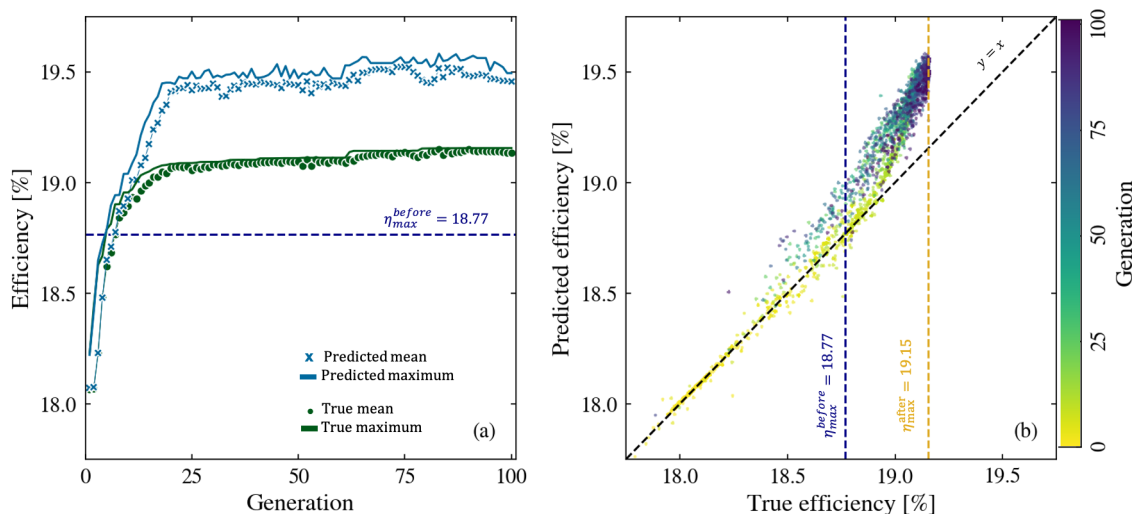 19.5
19.0
18.5
18.0
Efficiency [%]
η_max^before = 18.77
Predicted mean
Predicted maximum
True mean
True maximum
(a)
0
25
50
75
100
Generation
19.5
19.0
18.5
18.0
Predicted efficiency [%]
y = x
η_max^before = 18.77
η_max^after = 19.15
(b)
18.0
18.5
19.0
19.5
True efficiency [%]
100
75
50
25
0
Generation